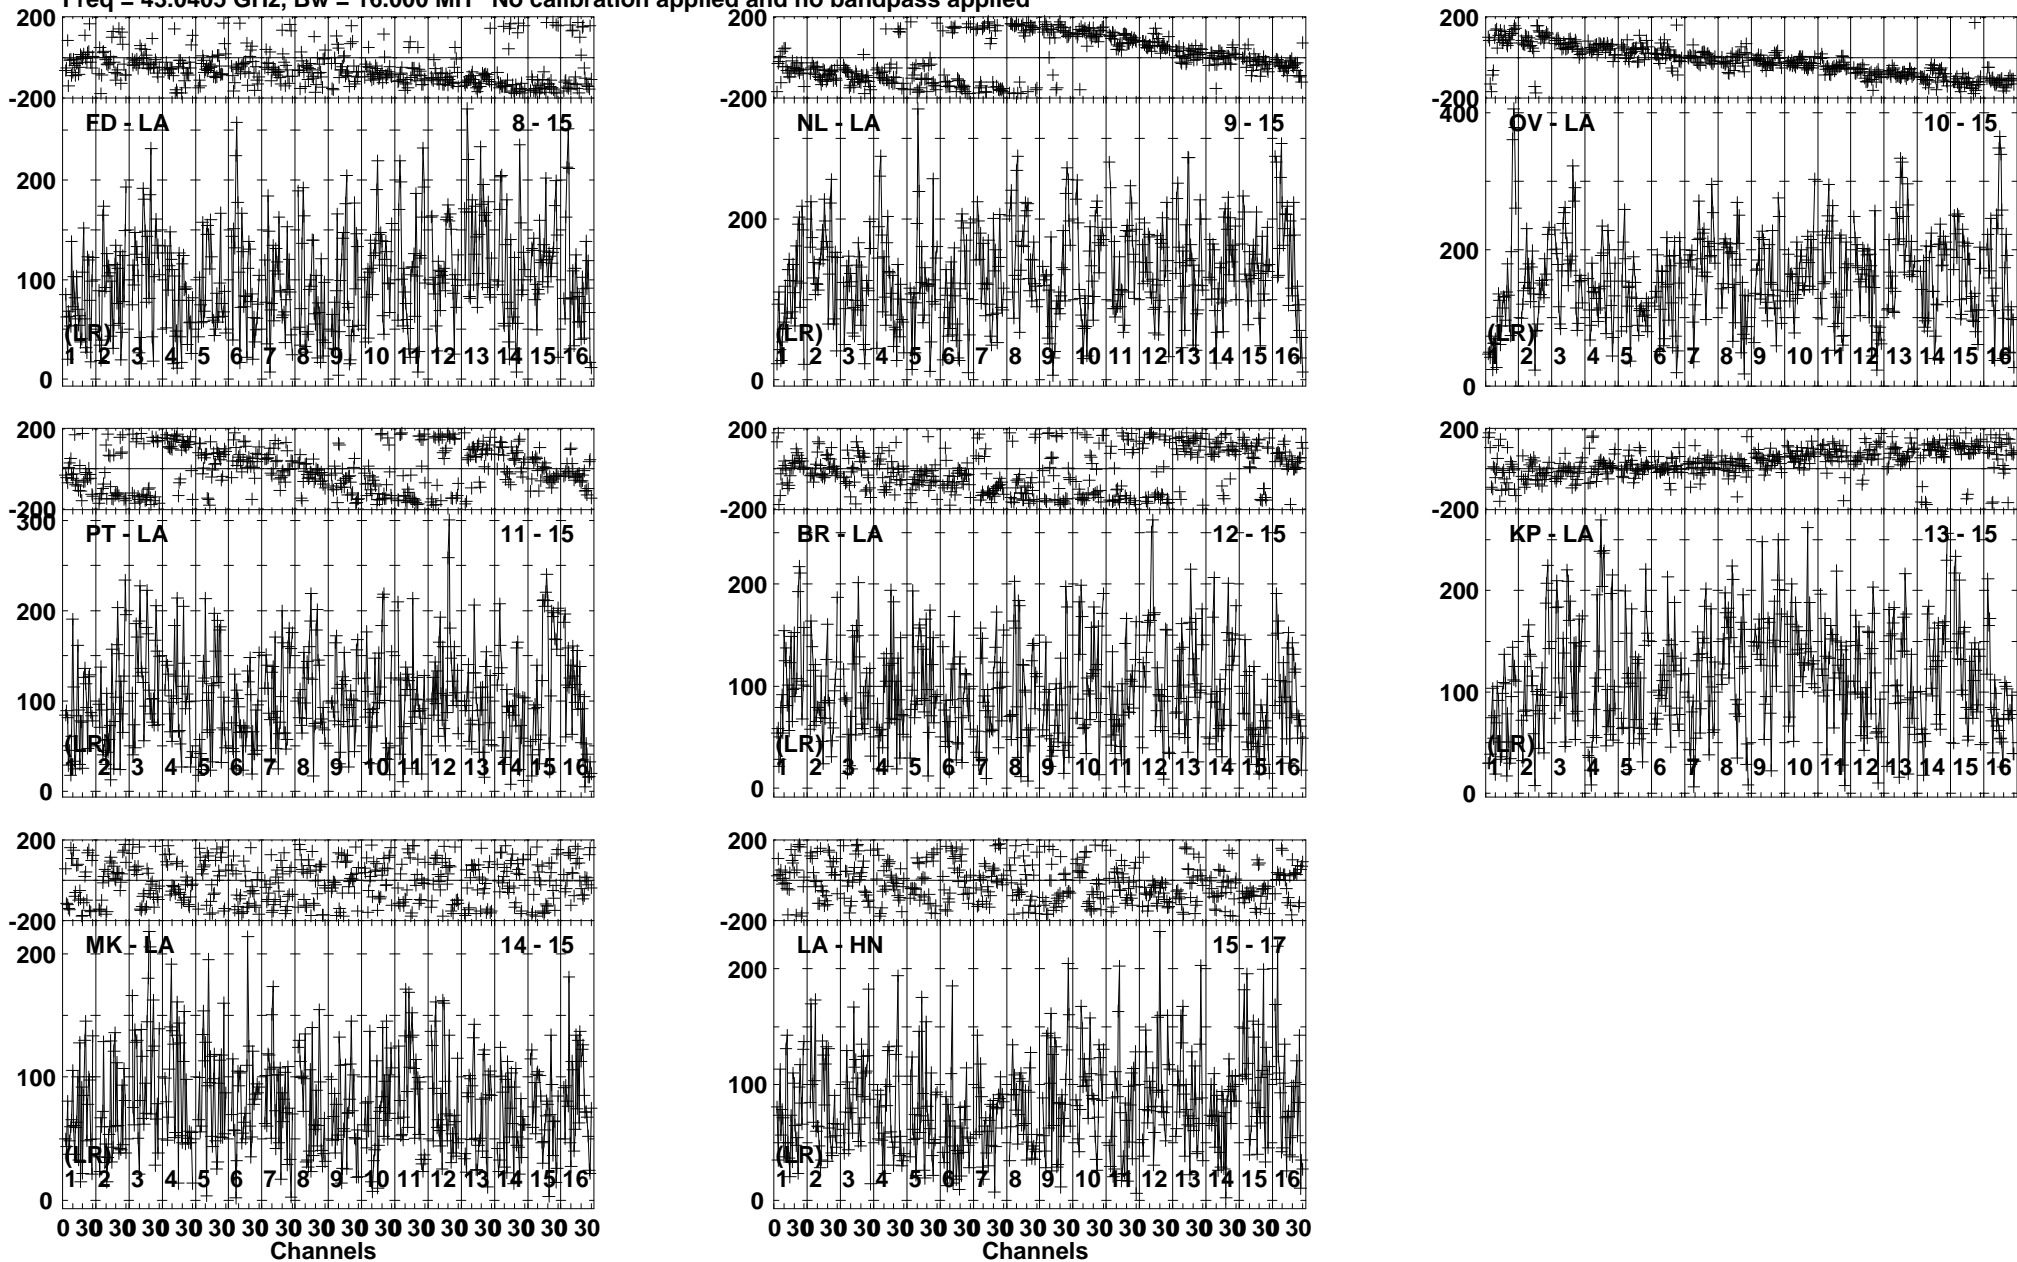 Freq = 43.0405 GHz, Bw = 16.000 MH No calibration applied and no bandpass applied
200
-200
FD - LA 8 - 15
200
100
0
(LR)
1 2 3 4 5 6 7 8 9 10 11 12 13 14 15 16
200
-200
NL - LA 9 - 15
200
0
(LR)
1 2 3 4 5 6 7 8 9 10 11 12 13 14 15 16
200
-200
400
OV - LA 10 - 15
200
0
(LR)
1 2 3 4 5 6 7 8 9 10 11 12 13 14 15 16
200
-200
300
PT - LA 11 - 15
200
100
0
(LR)
1 2 3 4 5 6 7 8 9 10 11 12 13 14 15 16
200
-200
BR - LA 12 - 15
200
100
0
(LR)
1 2 3 4 5 6 7 8 9 10 11 12 13 14 15 16
200
-200
KP - LA 13 - 15
200
100
0
(LR)
1 2 3 4 5 6 7 8 9 10 11 12 13 14 15 16
200
-200
MK - LA 14 - 15
200
100
0
(LR)
1 2 3 4 5 6 7 8 9 10 11 12 13 14 15 16
0 30 30 30 30 30 30 30 30 30 30 30 30 30 30 30 30
Channels
200
-200
LA - HN 15 - 17
200
100
0
(LR)
1 2 3 4 5 6 7 8 9 10 11 12 13 14 15 16
0 30 30 30 30 30 30 30 30 30 30 30 30 30 30 30 30
Channels